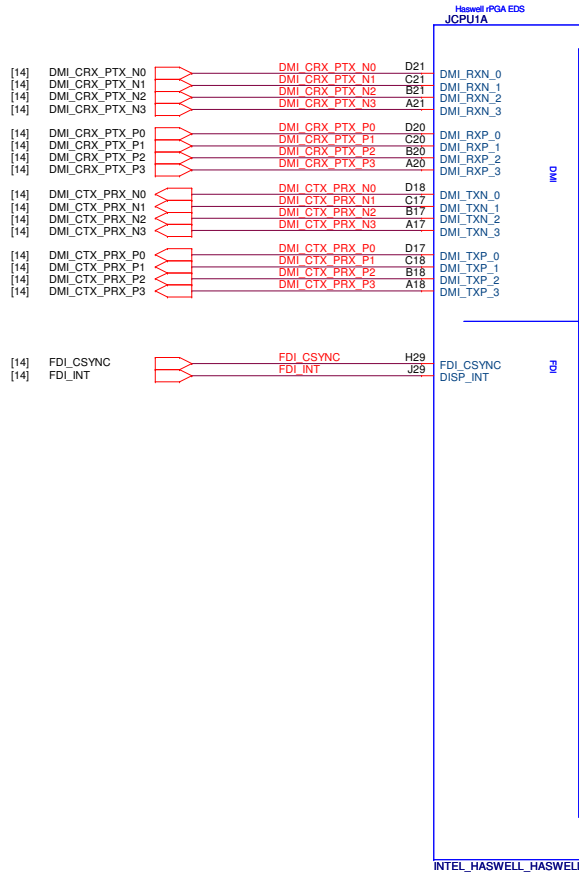 Haswell rPGA EDS
JCPU1A
[14] DMI_CRX_PTX_N0 DMI_CRX_PTX_N0 D21 DMI_RXN_0
[14] DMI_CRX_PTX_N1 DMI_CRX_PTX_N1 C21 DMI_RXN_1
[14] DMI_CRX_PTX_N2 DMI_CRX_PTX_N2 B21 DMI_RXN_2
[14] DMI_CRX_PTX_N3 DMI_CRX_PTX_N3 A21 DMI_RXN_3
[14] DMI_CRX_PTX_P0 DMI_CRX_PTX_P0 D20 DMI_RXP_0
[14] DMI_CRX_PTX_P1 DMI_CRX_PTX_P1 C20 DMI_RXP_1
[14] DMI_CRX_PTX_P2 DMI_CRX_PTX_P2 B20 DMI_RXP_2
[14] DMI_CRX_PTX_P3 DMI_CRX_PTX_P3 A20 DMI_RXP_3
DMI
[14] DMI_CTX_PRX_N0 DMI_CTX_PRX_N0 D18 DMI_TXN_0
[14] DMI_CTX_PRX_N1 DMI_CTX_PRX_N1 C17 DMI_TXN_1
[14] DMI_CTX_PRX_N2 DMI_CTX_PRX_N2 B17 DMI_TXN_2
[14] DMI_CTX_PRX_N3 DMI_CTX_PRX_N3 A17 DMI_TXN_3
[14] DMI_CTX_PRX_P0 DMI_CTX_PRX_P0 D17 DMI_TXP_0
[14] DMI_CTX_PRX_P1 DMI_CTX_PRX_P1 C18 DMI_TXP_1
[14] DMI_CTX_PRX_P2 DMI_CTX_PRX_P2 B18 DMI_TXP_2
[14] DMI_CTX_PRX_P3 DMI_CTX_PRX_P3 A18 DMI_TXP_3
[14] FDI_CSYNC FDI_CSYNC H29 FDI_CSYNC
[14] FDI_INT FDI_INT J29 DISP_INT
FDI
INTEL_HASWELL_HASWELL